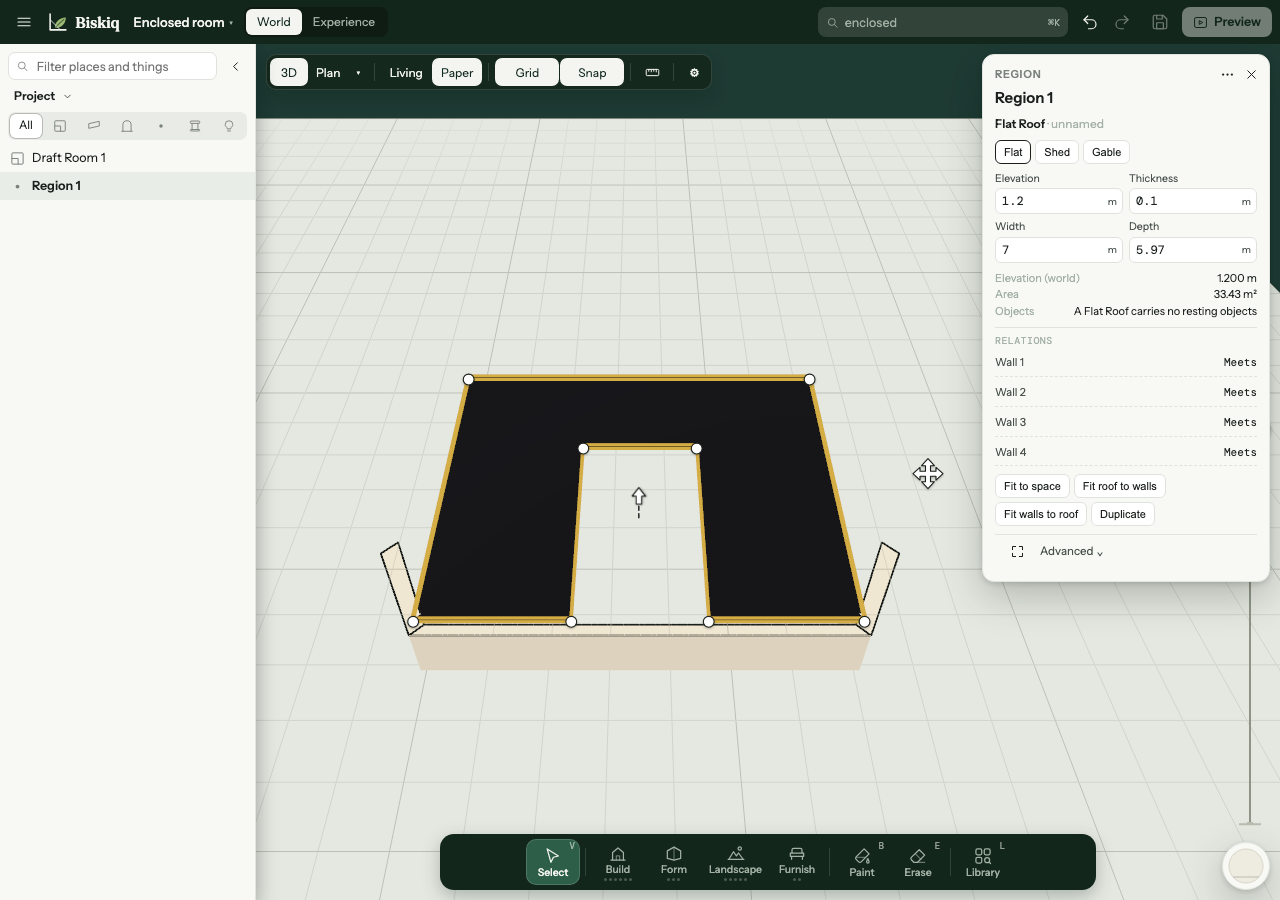 Biskiq
Enclosed room
World
Experience
enclosed
⌘K
Preview
Filter places and things
Project
All
Draft Room 1
Region 1
3D
Plan
Living
Paper
Grid
Snap
REGION
Region 1
Flat Roof · unnamed
Flat
Shed
Gable
Elevation
Thickness
1.2 m
0.1 m
Width
Depth
7 m
5.97 m
Elevation (world) 1.200 m
Area 33.43 m²
Objects A Flat Roof carries no resting objects
RELATIONS
Wall 1 Meets
Wall 2 Meets
Wall 3 Meets
Wall 4 Meets
Fit to space
Fit roof to walls
Fit walls to roof
Duplicate
Advanced
V
Select
Build
Form
Landscape
Furnish
B
Paint
E
Erase
L
Library